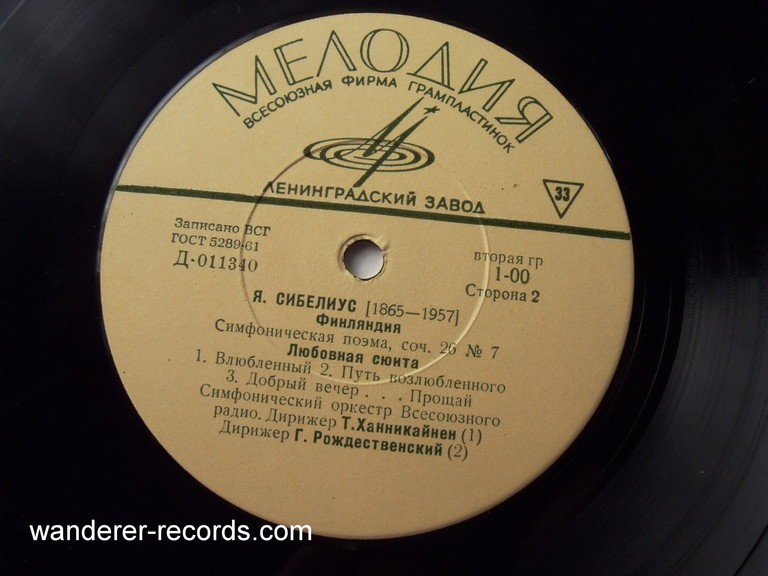 МЕЛОДИЯ
ВСЕСОЮЗНАЯ ФИРМА ГРАМПЛАСТИНОК
ЛЕНИНГРАДСКИЙ ЗАВОД
33
Записано ВСГ
ГОСТ 5289-61
Д-011340
вторая гр
1-00
Сторона 2
Я. СИБЕЛИУС [1865—1957]
Финляндия
Симфоническая поэма, соч. 26 № 7
Любовная сюита
1. Влюбленный 2. Путь возлюбленного
3. Добрый вечер . . . Прощай
Симфонический оркестр Всесоюзного
радио. Дирижер Т. Ханникайнен (1)
Дирижер Г. Рождественский (2)
wanderer-records.com